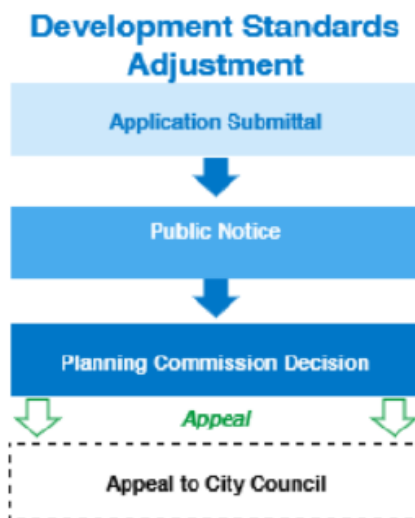 Development Standards
Adjustment
Application Submittal
Public Notice
Planning Commission Decision
Appeal
Appeal to City Council